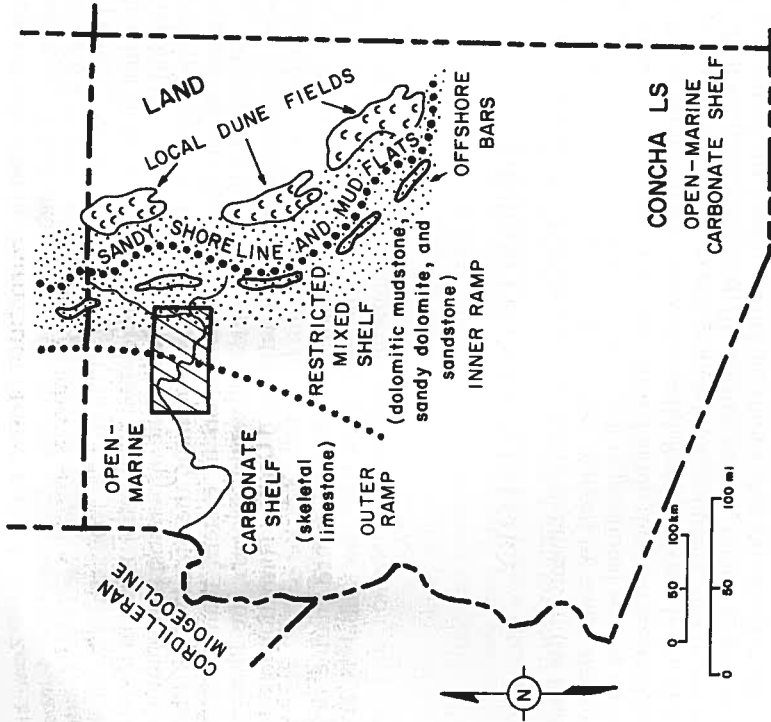 LAND
LOCAL DUNE FIELDS
SANDY SHORELINE AND MUD FLATS
OFFSHORE
BARS
RESTRICTED
MIXED
SHELF
(dolomitic mudstone,
sandy dolomite, and
sandstone)
INNER RAMP
OPEN-
MARINE
CARBONATE
SHELF
(skeletal
limestone)
OUTER
RAMP
CORDILLERAN
MIOGEOCLINE
CONCHA LS
OPEN-MARINE
CARBONATE SHELF
0 50 100 km
0 50 100 mi
N